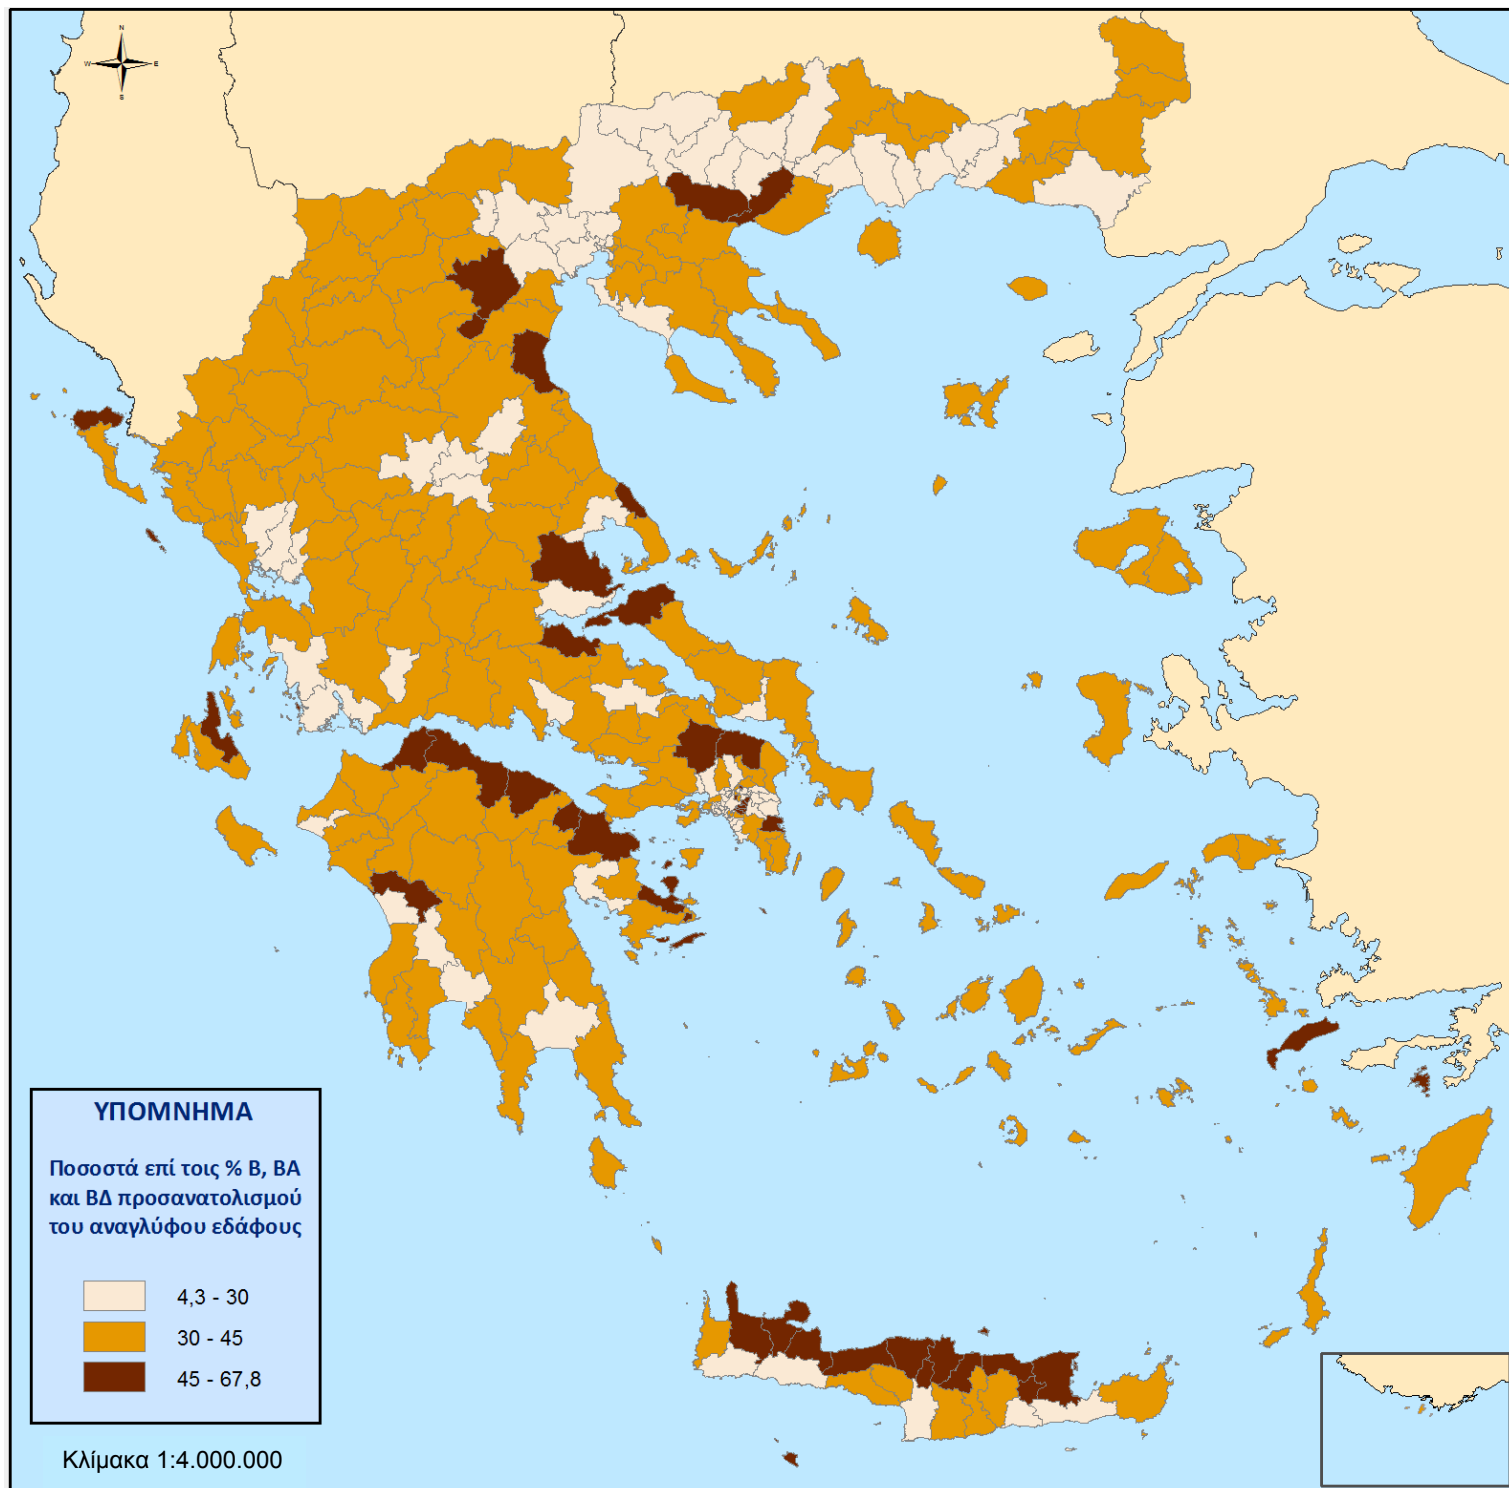 N
W E
S
ΥΠΟΜΝΗΜΑ
Ποσοστά επί τοις % Β, ΒΑ
και ΒΔ προσανατολισμού
του αναγλύφου εδάφους
4,3 - 30
30 - 45
45 - 67,8
Κλίμακα 1:4.000.000